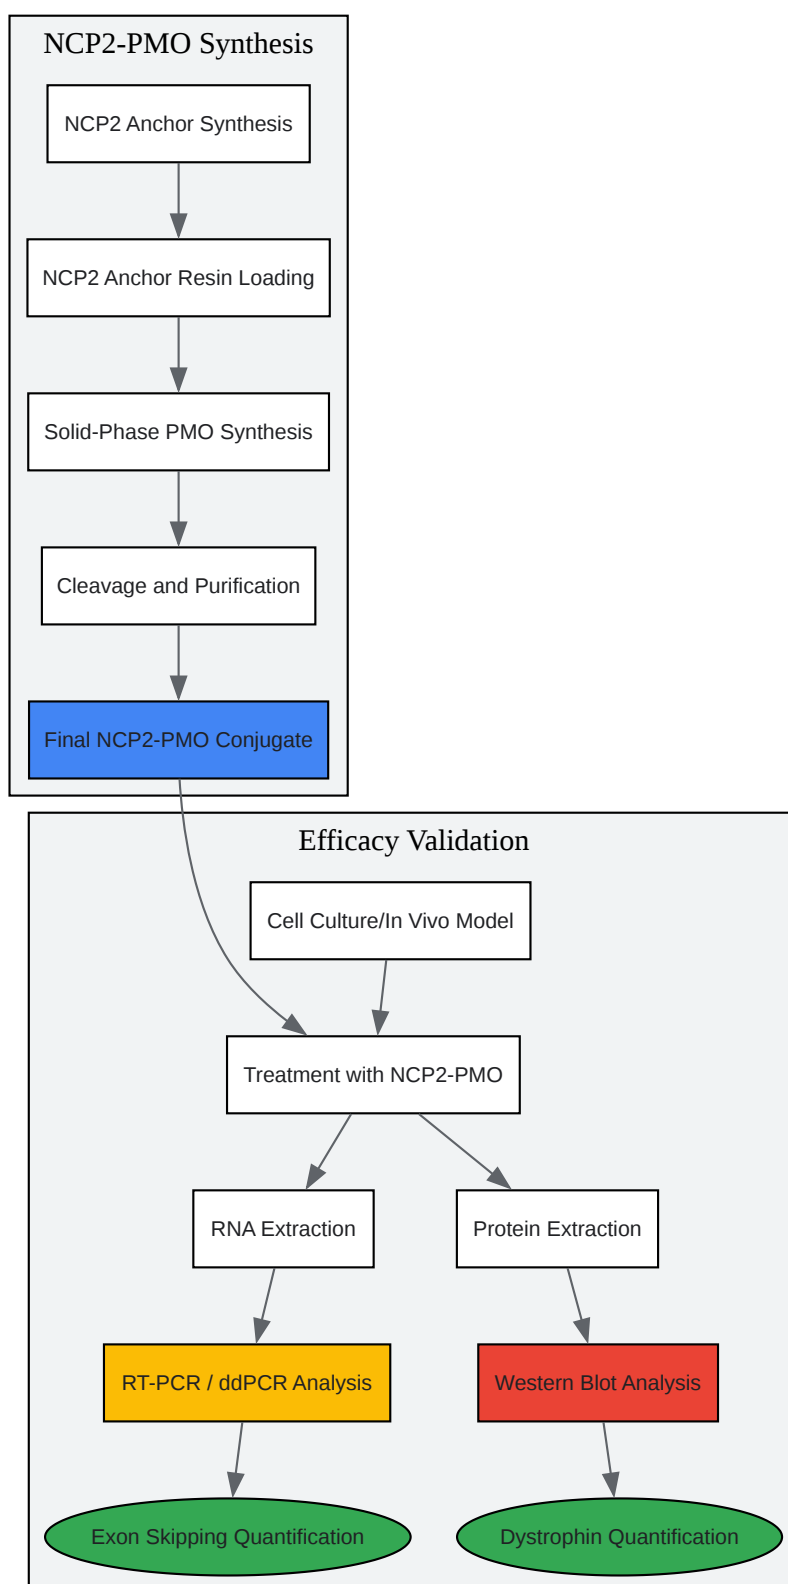 NCP2-PMO Synthesis
NCP2 Anchor Synthesis
NCP2 Anchor Resin Loading
Solid-Phase PMO Synthesis
Cleavage and Purification
Final NCP2-PMO Conjugate
Efficacy Validation
Cell Culture/In Vivo Model
Treatment with NCP2-PMO
RNA Extraction
Protein Extraction
RT-PCR / ddPCR Analysis
Western Blot Analysis
Exon Skipping Quantification
Dystrophin Quantification